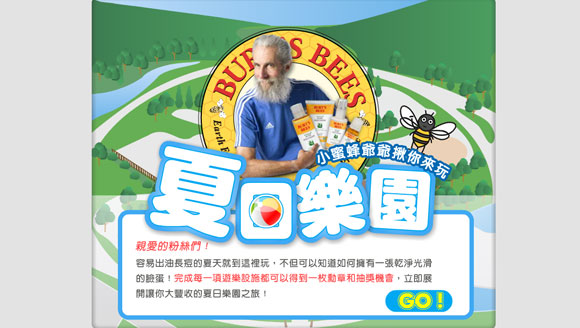 BURT'S BEES
Earth
BURT'S BEES
小蜜蜂爺爺揪你來玩
夏日樂園
親愛的粉絲們！
容易出油長痘的夏天就到這裡玩，不但可以知道如何擁有一張乾淨光滑
的臉蛋！完成每一項遊樂設施都可以得到一枚勳章和抽獎機會，立即展
開讓你大豐收的夏日樂園之旅！
GO！